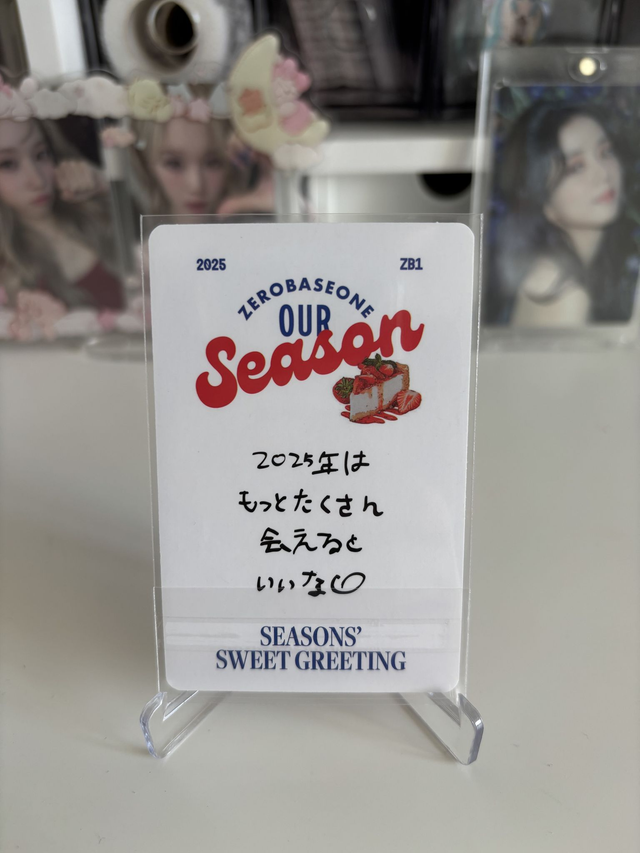 2025
ZB1
ZEROBASEONE
OUR
Season
2025年は
もっとたくさん
会えると
いいな♡
SEASONS'
SWEET GREETING